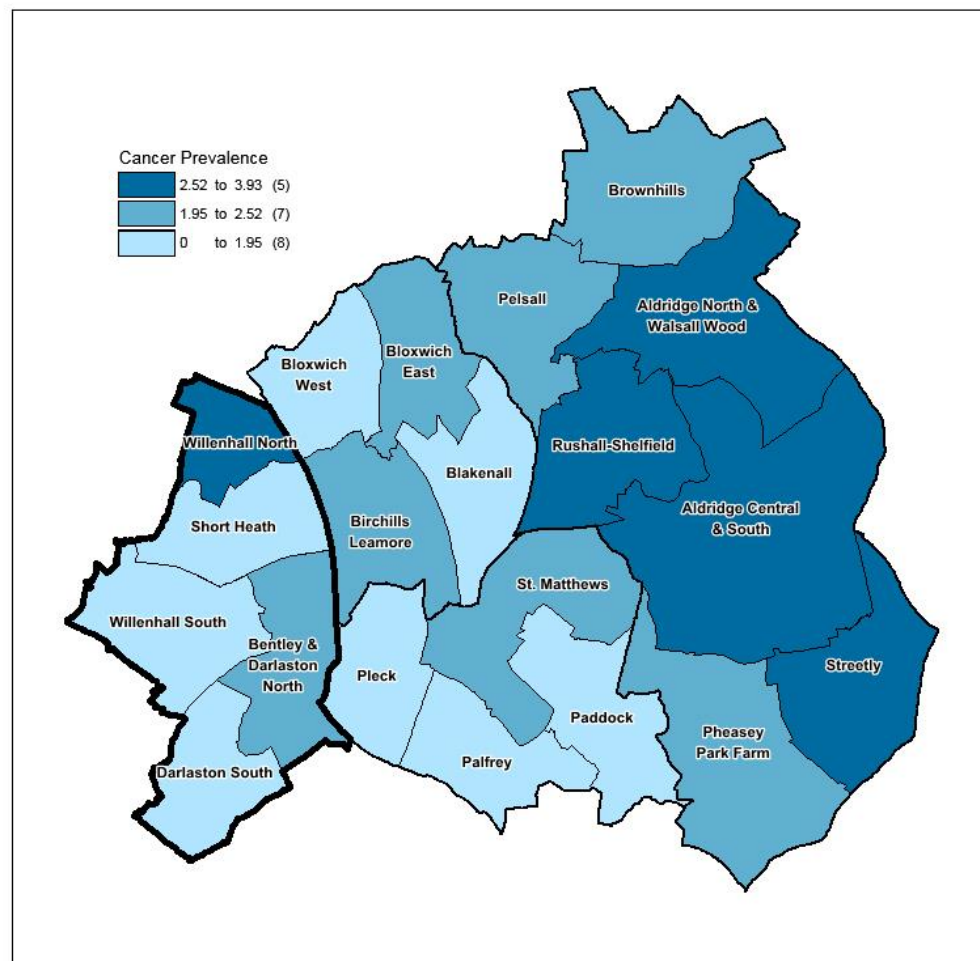 Cancer Prevalence
2.52 to 3.93 (5)
1.95 to 2.52 (7)
0 to 1.95 (8)
Brownhills
Pelsall
Aldridge North &
Walsall Wood
Bloxwich
West
Bloxwich
East
Willenhall North
Blakenall
Rushall-Shelfield
Short Heath
Birchills
Leamore
Aldridge Central
& South
St. Matthews
Willenhall South
Bentley &
Darlaston
North
Pleck
Streetly
Paddock
Pheasey
Park Farm
Palfrey
Darlaston South